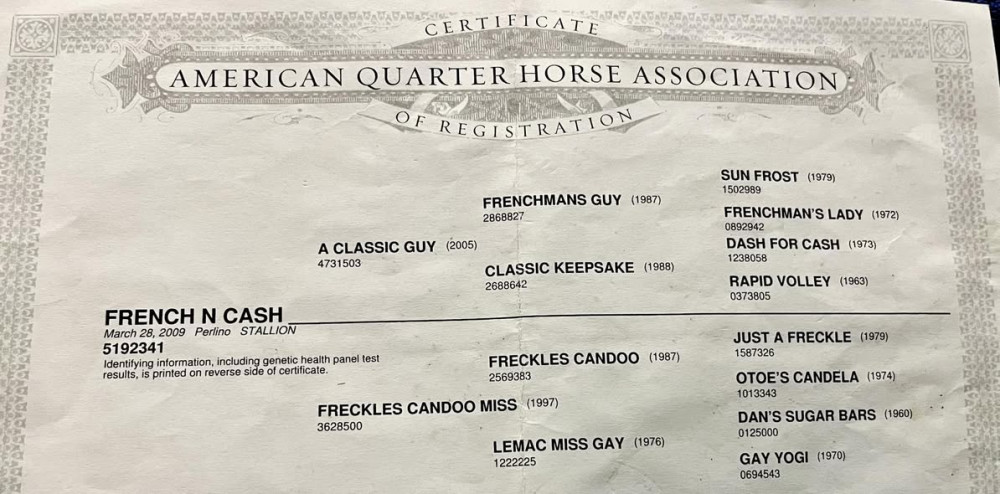 CERTIFICATE
AMERICAN QUARTER HORSE ASSOCIATION
OF REGISTRATION
SUN FROST (1979)
1502989
FRENCHMANS GUY (1987)
2868827
FRENCHMAN'S LADY (1972)
0892942
A CLASSIC GUY (2005)
4731503
DASH FOR CASH (1973)
1238058
CLASSIC KEEPSAKE (1988)
2688642
RAPID VOLLEY (1963)
0373805
FRENCH N CASH
March 28, 2009 Perlino STALLION
5192341
Identifying information, including genetic health panel test
results, is printed on reverse side of certificate.
JUST A FRECKLE (1979)
1587326
FRECKLES CANDOO (1987)
2569383
OTOE'S CANDELA (1974)
1013343
FRECKLES CANDOO MISS (1997)
3628500
DAN'S SUGAR BARS (1960)
0125000
LEMAC MISS GAY (1976)
1222225
GAY YOGI (1970)
0694543